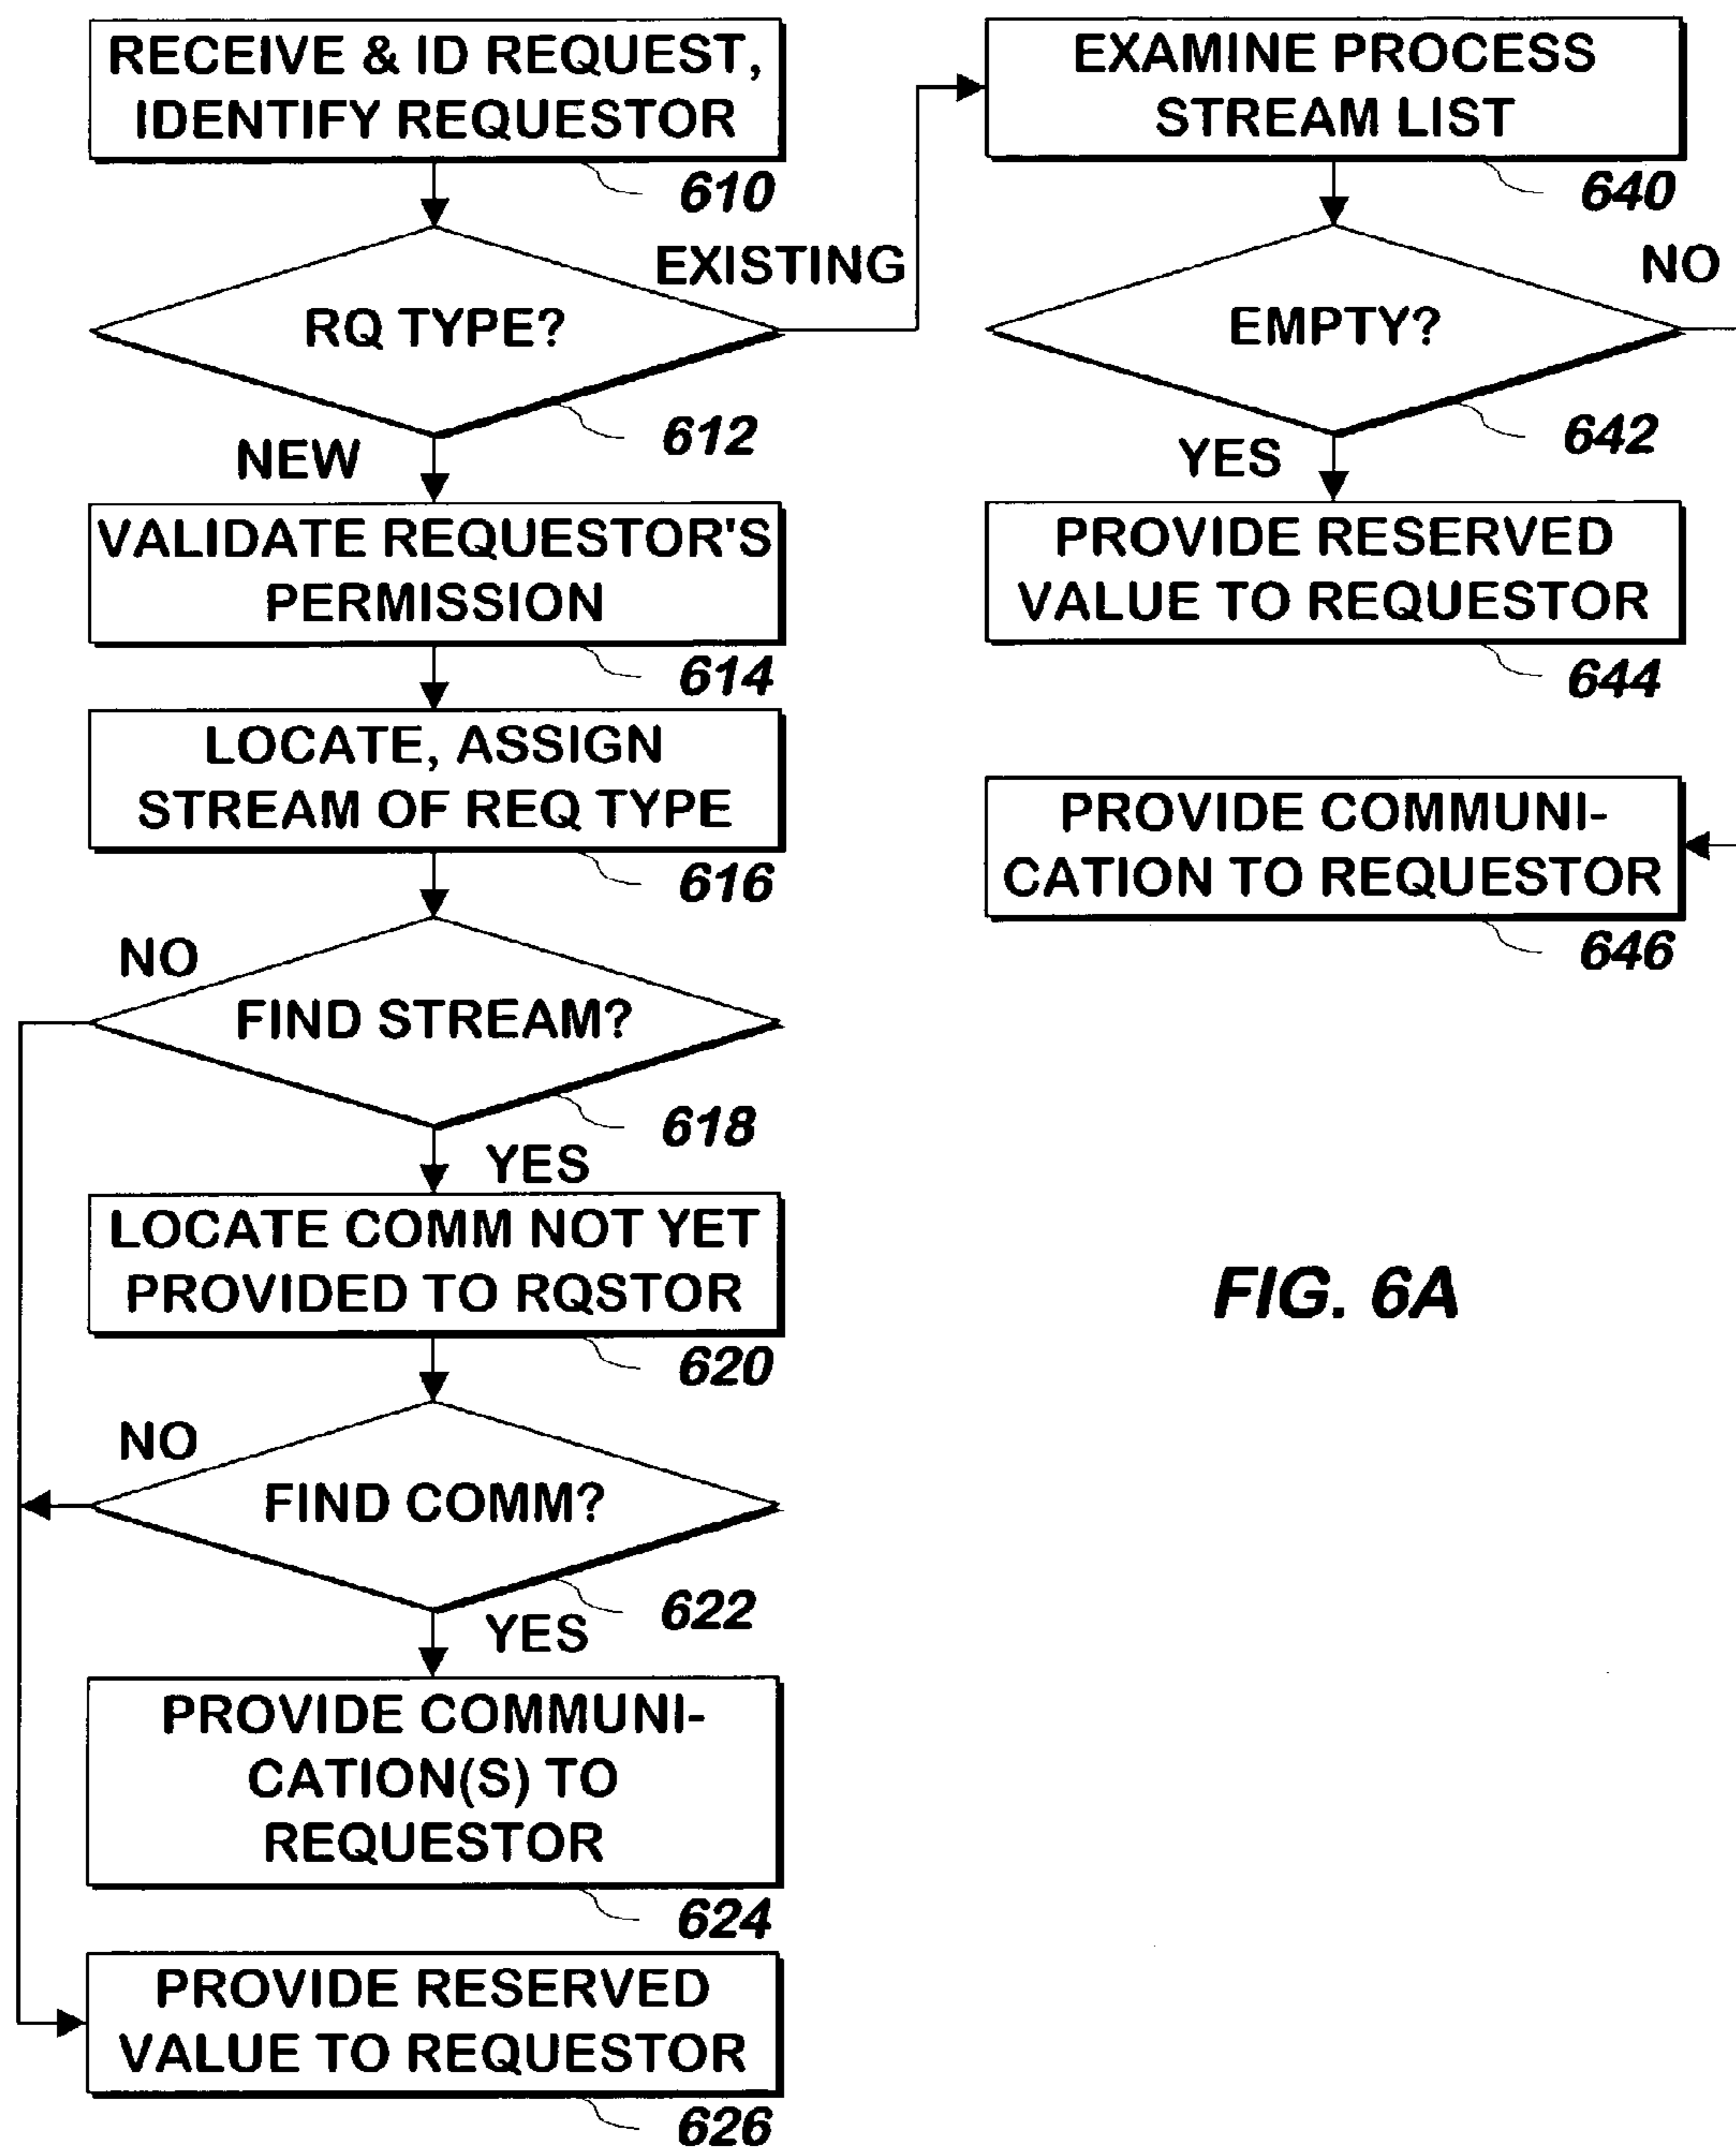 RECEIVE & ID REQUEST,
IDENTIFY REQUESTOR
610
RQ TYPE?
EXISTING
612
NEW
VALIDATE REQUESTOR'S
PERMISSION
614
LOCATE, ASSIGN
STREAM OF REQ TYPE
616
NO
FIND STREAM?
618
YES
LOCATE COMM NOT YET
PROVIDED TO RQSTOR
620
NO
FIND COMM?
622
YES
PROVIDE COMMUNI-
CATION(S) TO
REQUESTOR
624
PROVIDE RESERVED
VALUE TO REQUESTOR
626
EXAMINE PROCESS
STREAM LIST
640
NO
EMPTY?
642
YES
PROVIDE RESERVED
VALUE TO REQUESTOR
644
PROVIDE COMMUNI-
CATION TO REQUESTOR
646
FIG. 6A